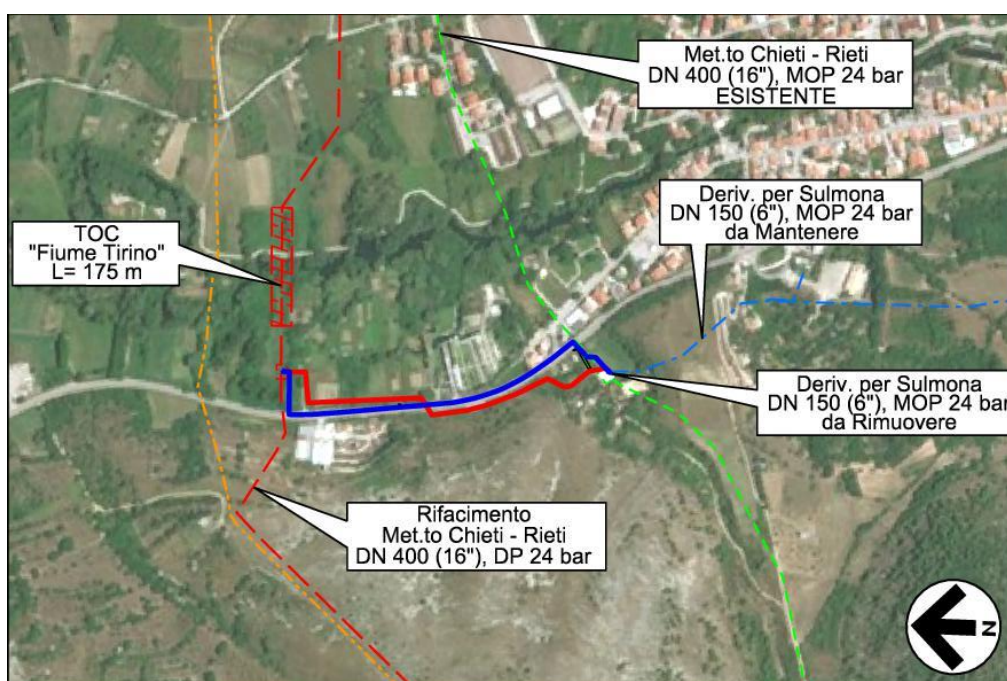 Met.to Chieti - Rieti
DN 400 (16"), MOP 24 bar
ESISTENTE
Deriv. per Sulmona
DN 150 (6"), MOP 24 bar
da Mantenere
TOC
"Fiume Tirino"
L= 175 m
Deriv. per Sulmona
DN 150 (6"), MOP 24 bar
da Rimuovere
Rifacimento
Met.to Chieti - Rieti
DN 400 (16"), DP 24 bar
N